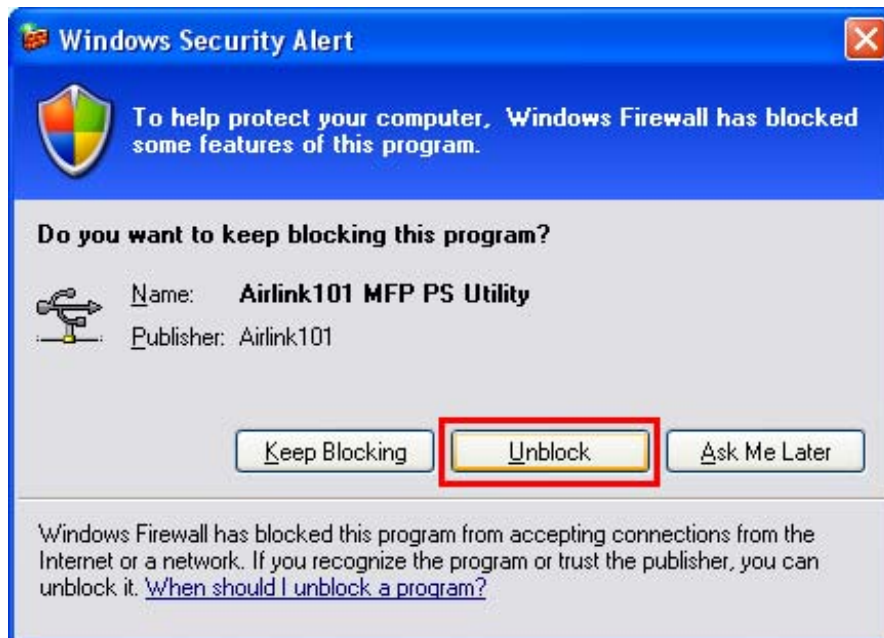 Windows Security Alert
To help protect your computer, Windows Firewall has blocked
some features of this program.
Do you want to keep blocking this program?
Name: Airlink101 MFP PS Utility
Publisher: Airlink101
Keep Blocking Unblock Ask Me Later
Windows Firewall has blocked this program from accepting connections from the
Internet or a network. If you recognize the program or trust the publisher, you can
unblock it. When should I unblock a program?